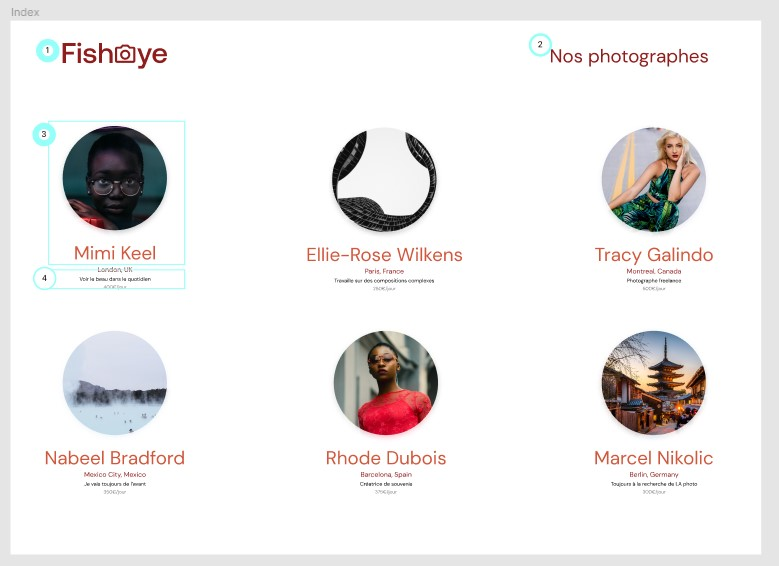 Index
1
Fish ye
2
Nos photographes
3
Mimi Keel
London, UK
4
Voir le beau dans le quotidien
400€/jour
Ellie-Rose Wilkens
Paris, France
Travaille sur des compositions complexes
250€/jour
Tracy Galindo
Montreal, Canada
Photographe freelance
500€/jour
Nabeel Bradford
Mexico City, Mexico
Je vais toujours de l'avant
350€/jour
Rhode Dubois
Barcelona, Spain
Créatrice de souvenirs
375€/jour
Marcel Nikolic
Berlin, Germany
Toujours à la recherche de LA photo
300€/jour